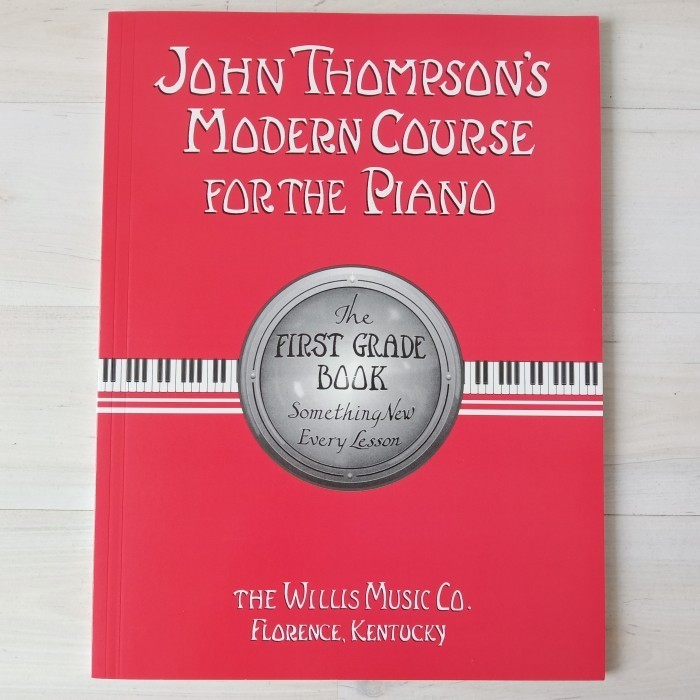 JOHN THOMPSON'S
MODERN COURSE
FOR THE PIANO
The
FIRST GRADE
BOOK
Something New
Every Lesson
THE WILLIS MUSIC CO.
FLORENCE, KENTUCKY